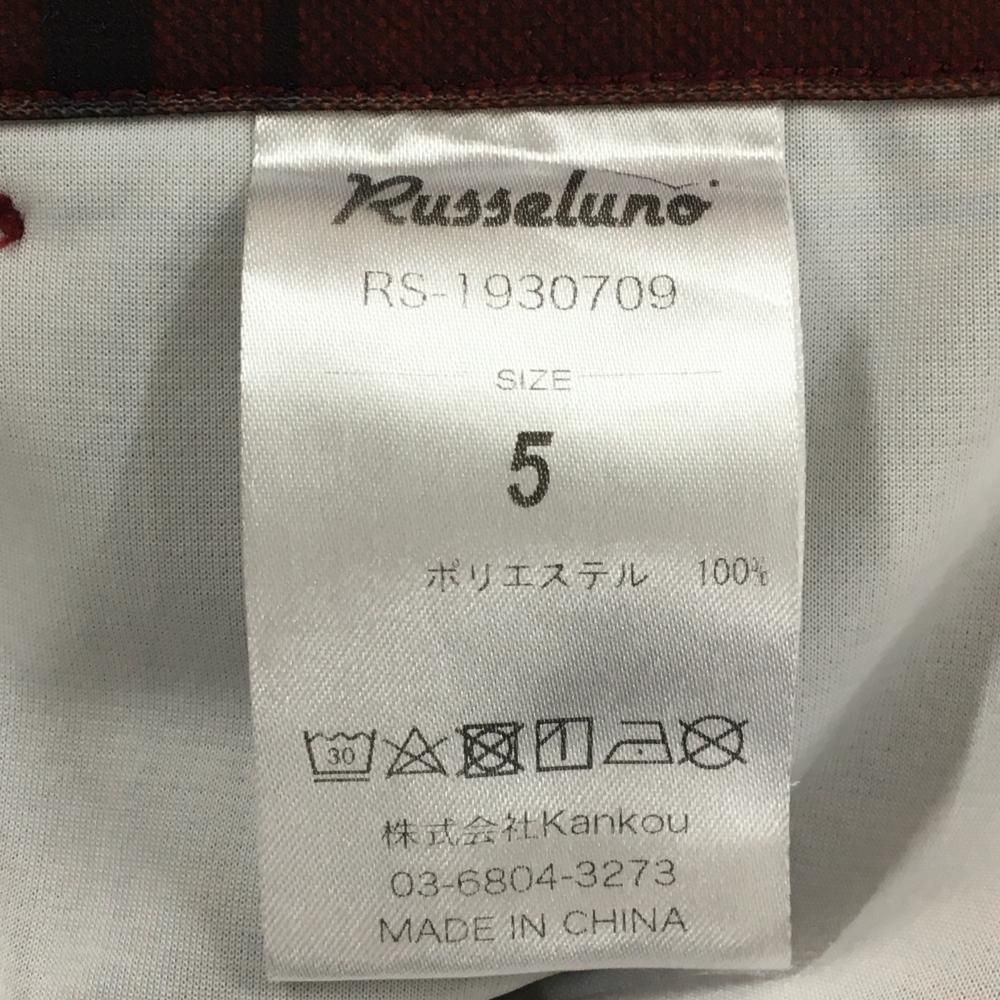 Russeluno
RS-1930709
SIZE
5
ポリエステル 100%
30
株式会社Kankou
03-6804-3273
MADE IN CHINA